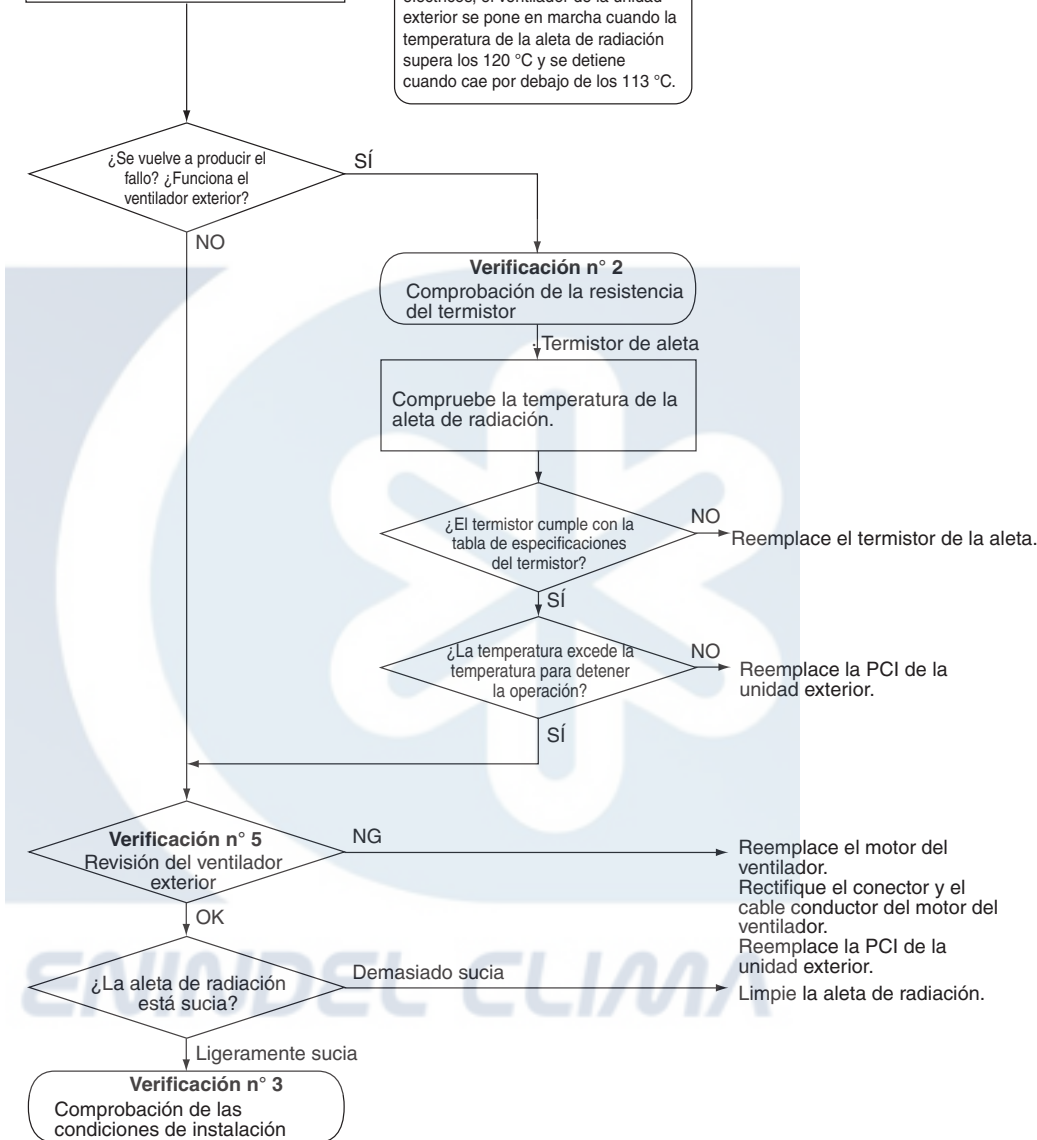 exterior se pone en marcha cuando la
temperatura de la aleta de radiación
supera los 120 °C y se detiene
cuando cae por debajo de los 113 °C.
¿Se vuelve a producir el
fallo? ¿Funciona el
ventilador exterior?
SÍ
NO
Verificación n° 2
Comprobación de la resistencia
del termistor
Termistor de aleta
Compruebe la temperatura de la
aleta de radiación.
¿El termistor cumple con la
tabla de especificaciones
del termistor?
NO
Reemplace el termistor de la aleta.
SÍ
¿La temperatura excede la
temperatura para detener
la operación?
NO
Reemplace la PCI de la
unidad exterior.
SÍ
Verificación n° 5
Revisión del ventilador
exterior
NG
Reemplace el motor del
ventilador.
Rectifique el conector y el
cable conductor del motor del
ventilador.
Reemplace la PCI de la
unidad exterior.
OK
¿La aleta de radiación
está sucia?
Demasiado sucia
Limpie la aleta de radiación.
Ligeramente sucia
Verificación n° 3
Comprobación de las
condiciones de instalación
ENINDEL CLIMA